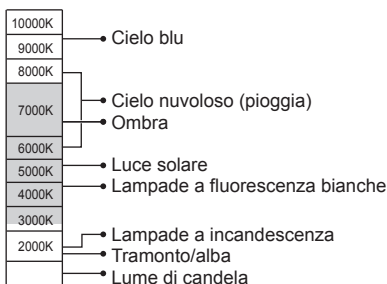 10000K
9000K
Cielo blu
8000K
Cielo nuvoloso (pioggia)
7000K
Ombra
6000K
5000K
Luce solare
4000K
Lampade a fluorescenza bianche
3000K
2000K
Lampade a incandescenza
Tramonto/alba
Lume di candela